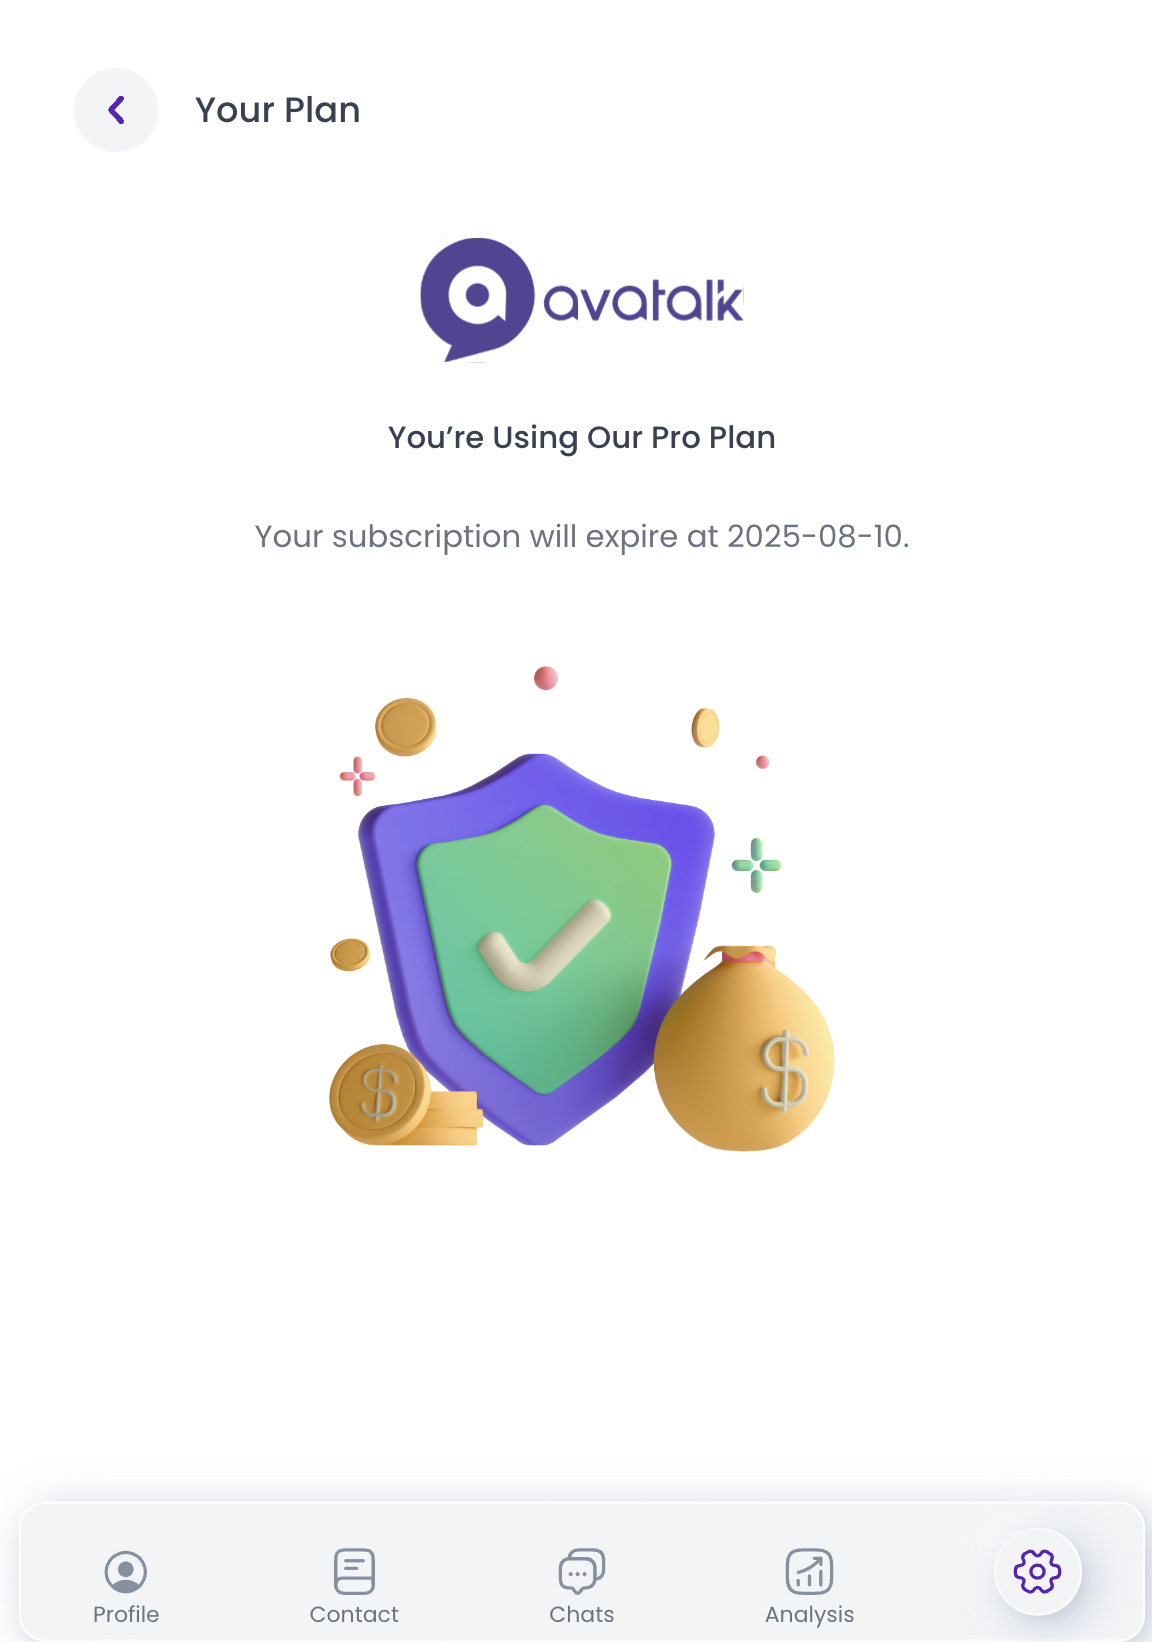 Your Plan
avatalk
You’re Using Our Pro Plan
Your subscription will expire at 2025-08-10.
$
$
Profile
Contact
Chats
Analysis